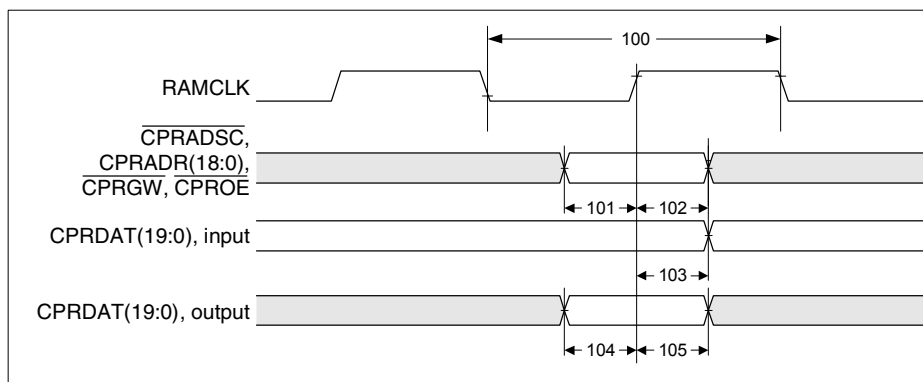 100
RAMCLK
CPRADSC,
CPRADR(18:0),
CPRGW, CPROE
101 102
CPRDAT(19:0), input
103
CPRDAT(19:0), output
104 105